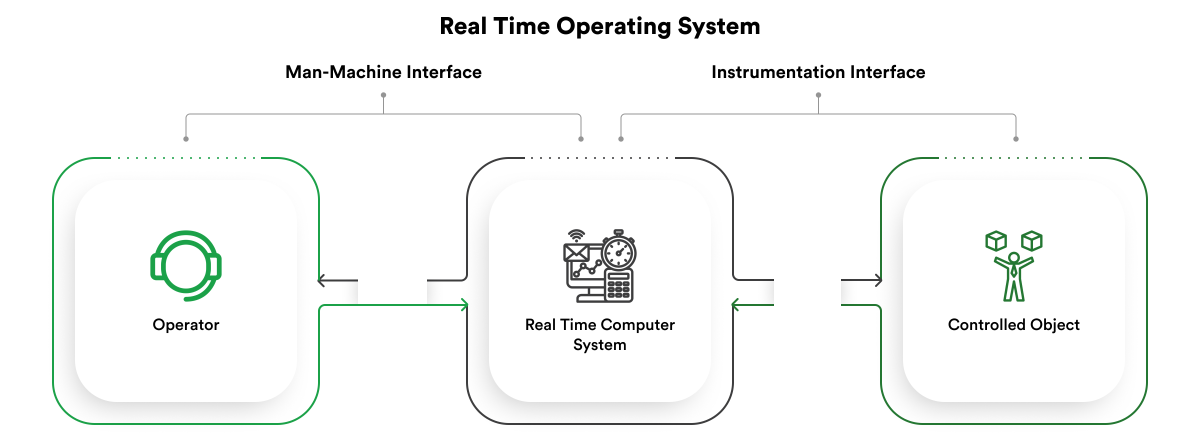 Real Time Operating System
Man-Machine Interface
Instrumentation Interface
Operator
Real Time Computer
System
Controlled Object